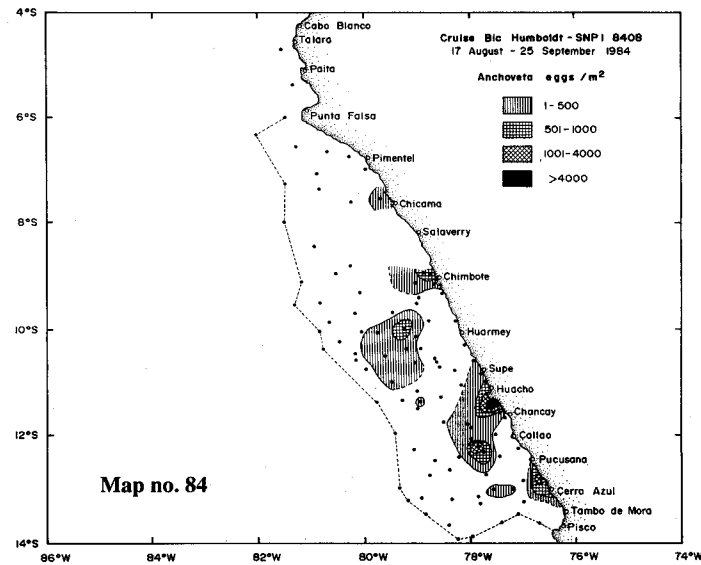 4°S
Cabo Blanco
Talara
Paita
6°S
Punta Falsa
Pimentel
Chicama
8°S
Salaverry
Chimbote
10°S
Huarmey
Supe
Huacho
Chancay
12°S
Callao
Pucusana
Cerro Azul
Tambo de Mora
Pisco
14°S
86°W
84°W
82°W
80°W
78°W
76°W
74°W
Cruise Bic Humboldt - SNP I 8408
17 August - 25 September 1984
Anchoveta eggs /m²
1-500
501-1000
1001-4000
>4000
Map no. 84